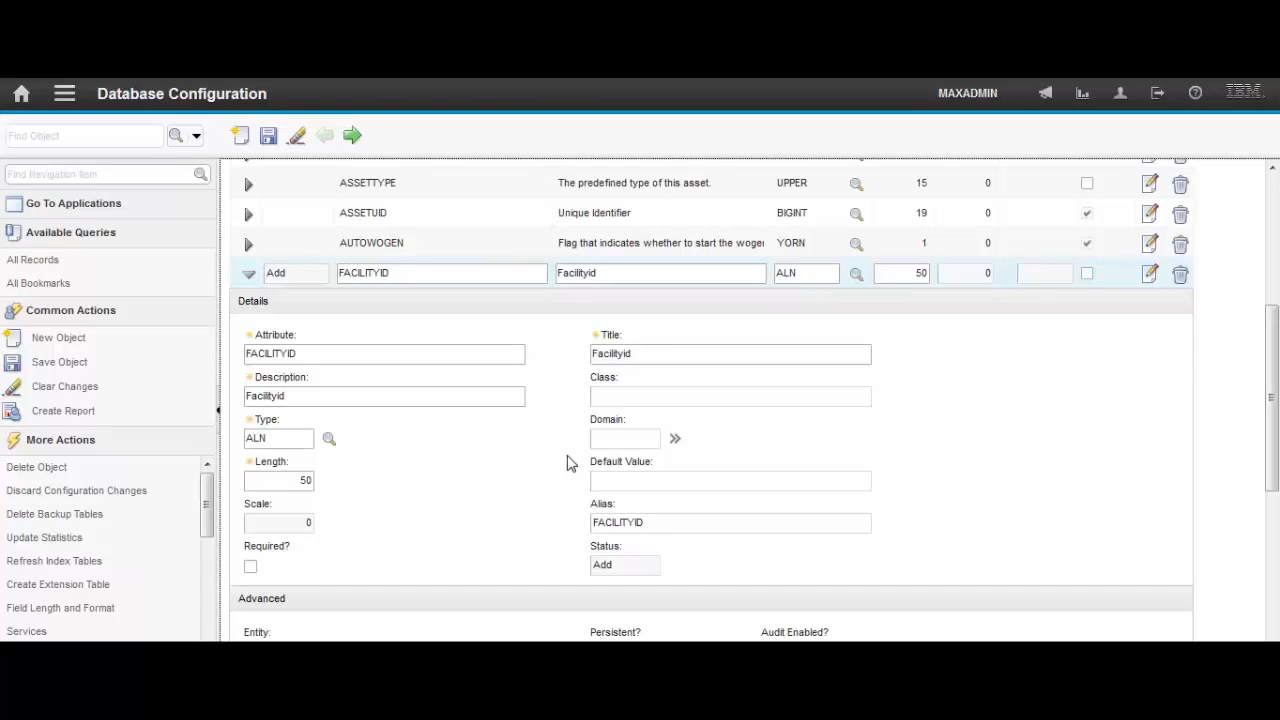 Database Configuration
MAXADMIN
IBM.
Find Object
Find Navigation Item
Go To Applications
Available Queries
All Records
All Bookmarks
Common Actions
New Object
Save Object
Clear Changes
Create Report
More Actions
Delete Object
Discard Configuration Changes
Delete Backup Tables
Update Statistics
Refresh Index Tables
Create Extension Table
Field Length and Format
Services
ASSETTYPE The predefined type of this asset. UPPER 15 0
ASSETUID Unique Identifier BIGINT 19 0
AUTOWOGEN Flag that indicates whether to start the woger YORN 1 0
Add FACILITYID Facilityid ALN 50 0
Details
Attribute: Title:
FACILITYID Facilityid
Description: Class:
Facilityid
Type: Domain:
ALN
Length: Default Value:
50
Scale: Alias:
0 FACILITYID
Required? Status:
Add
Advanced
Entity: Persistent? Audit Enabled?